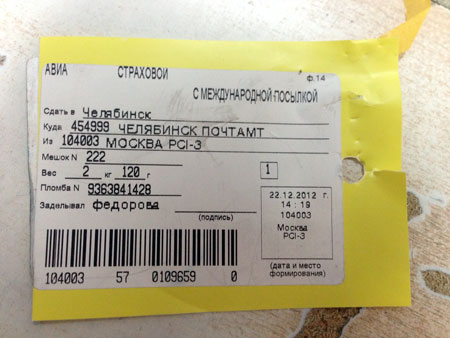 АВИА СТРАХОВОЙ ф.14
С МЕЖДУНАРОДНОЙ ПОСЫЛКОЙ
Сдать в Челябинск
Куда 454999 ЧЕЛЯБИНСК ПОЧТАМТ
Из 104003 МОСКВА PCI-3
Мешок N 222
Вес 2 кг 120 г 1
Пломба N 9363841428
Заделывал федорова
(подпись)
22.12.2012 г.
14 : 19
104003
Москва
PCI-3
(дата и место
формирования)
104003 57 0109659 0